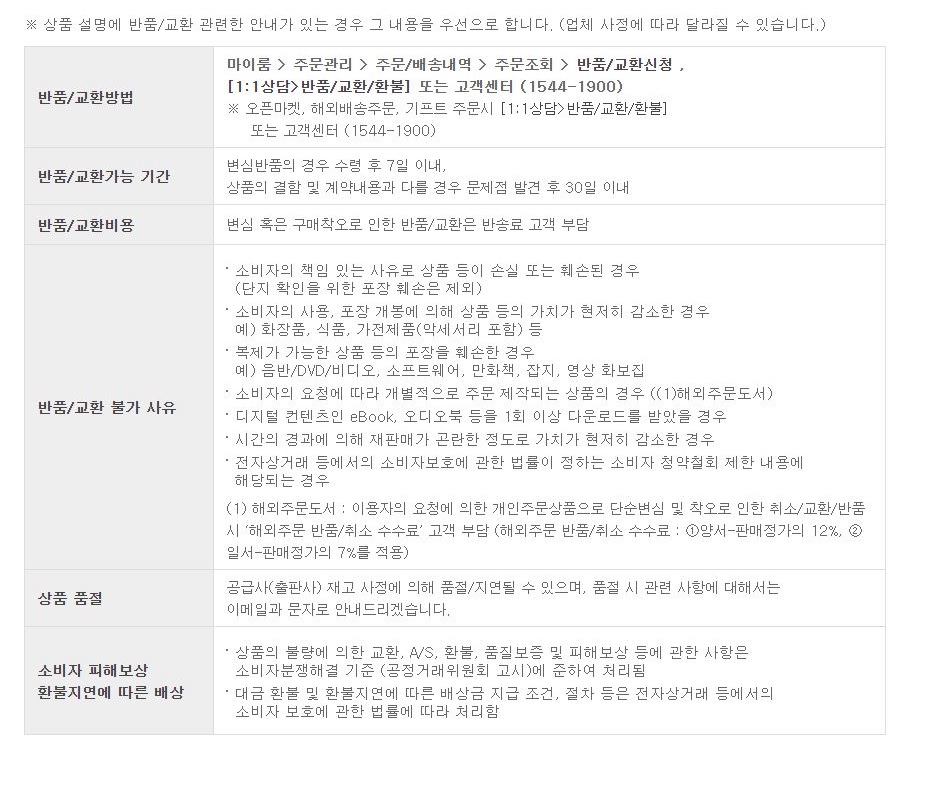 ※ 상품 설명에 반품/교환 관련한 안내가 있는 경우 그 내용을 우선으로 합니다. (업체 사정에 따라 달라질 수 있습니다.)
반품/교환방법
마이룸 > 주문관리 > 주문/배송내역 > 주문조회 > 반품/교환신청 ,
[1:1상담>반품/교환/환불] 또는 고객센터 (1544-1900)
※ 오픈마켓, 해외배송주문, 기프트 주문시 [1:1상담>반품/교환/환불]
또는 고객센터 (1544-1900)
반품/교환가능 기간
변심반품의 경우 수령 후 7일 이내,
상품의 결함 및 계약내용과 다를 경우 문제점 발견 후 30일 이내
반품/교환비용
변심 혹은 구매착오로 인한 반품/교환은 반송료 고객 부담
반품/교환 불가 사유
· 소비자의 책임 있는 사유로 상품 등이 손실 또는 훼손된 경우
(단지 확인을 위한 포장 훼손은 제외)
· 소비자의 사용, 포장 개봉에 의해 상품 등의 가치가 현저히 감소한 경우
예) 화장품, 식품, 가전제품(악세서리 포함) 등
· 복제가 가능한 상품 등의 포장을 훼손한 경우
예) 음반/DVD/비디오, 소프트웨어, 만화책, 잡지, 영상 화보집
· 소비자의 요청에 따라 개별적으로 주문 제작되는 상품의 경우 ((1)해외주문도서)
· 디지털 컨텐츠인 eBook, 오디오북 등을 1회 이상 다운로드를 받았을 경우
· 시간의 경과에 의해 재판매가 곤란한 정도로 가치가 현저히 감소한 경우
· 전자상거래 등에서의 소비자보호에 관한 법률이 정하는 소비자 청약철회 제한 내용에
해당되는 경우
(1) 해외주문도서 : 이용자의 요청에 의한 개인주문상품으로 단순변심 및 착오로 인한 취소/교환/반품
시 ‘해외주문 반품/취소 수수료’ 고객 부담 (해외주문 반품/취소 수수료 : ①양서-판매정가의 12%, ②
일서-판매정가의 7%를 적용)
상품 품절
공급사(출판사) 재고 사정에 의해 품절/지연될 수 있으며, 품절 시 관련 사항에 대해서는
이메일과 문자로 안내드리겠습니다.
소비자 피해보상
환불지연에 따른 배상
· 상품의 불량에 의한 교환, A/S, 환불, 품질보증 및 피해보상 등에 관한 사항은
소비자분쟁해결 기준 (공정거래위원회 고시)에 준하여 처리됨
· 대금 환불 및 환불지연에 따른 배상금 지급 조건, 절차 등은 전자상거래 등에서의
소비자 보호에 관한 법률에 따라 처리함